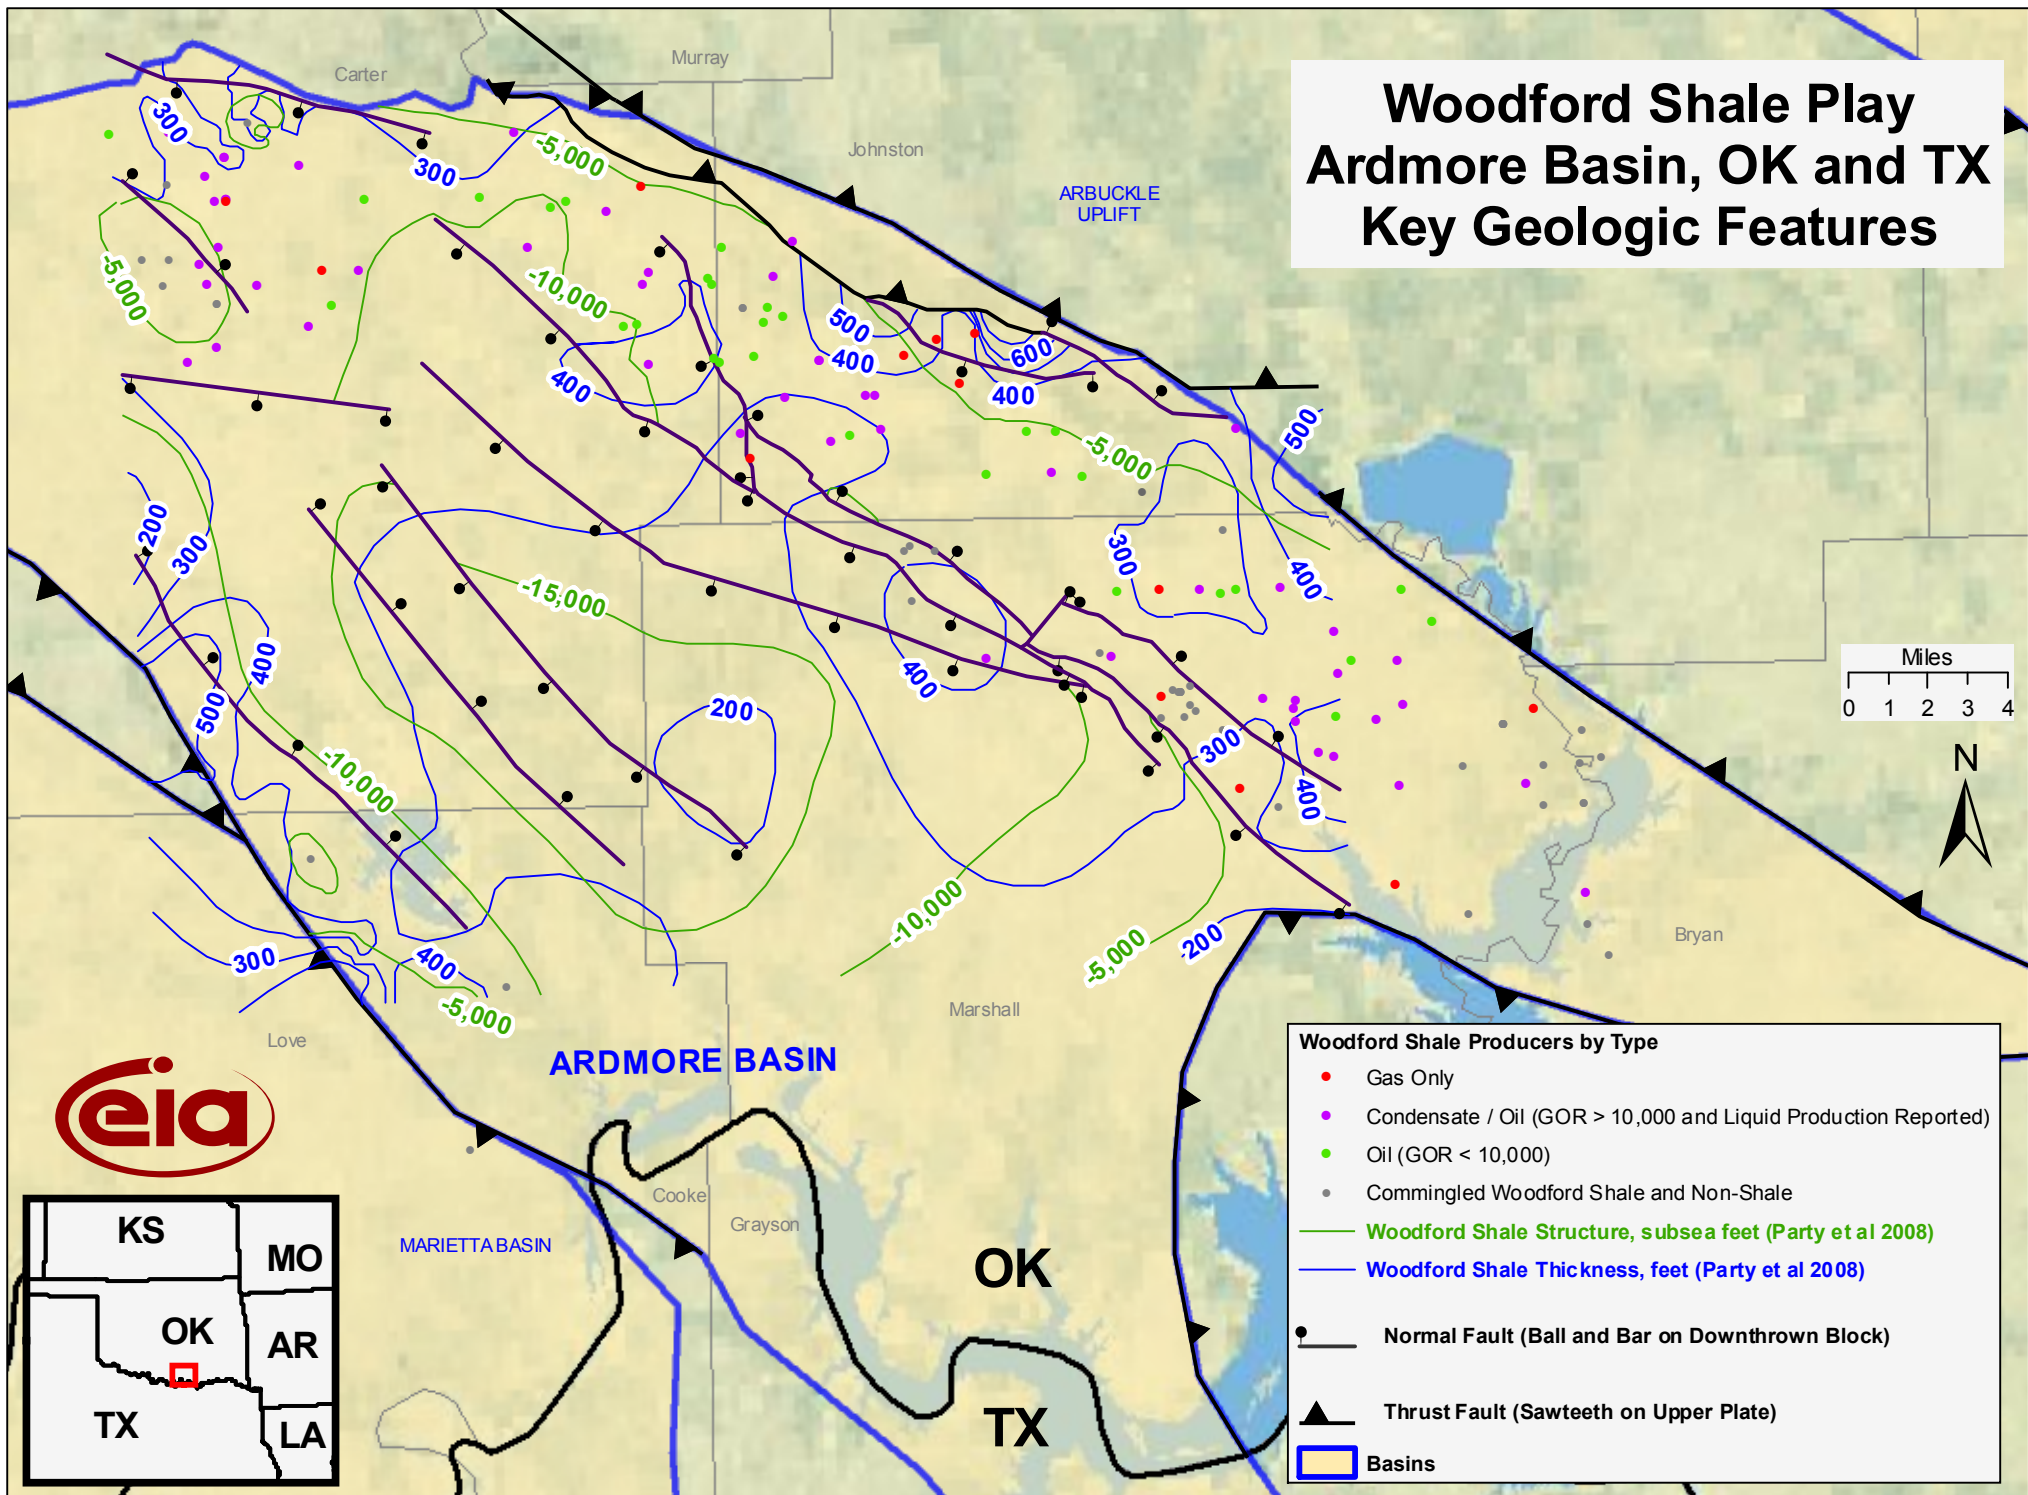 Woodford Shale Play
Ardmore Basin, OK and TX
Key Geologic Features
Carter
Murray
Johnston
ARBUCKLE
UPLIFT
300
300
-5,000
-5,000
-10,000
400
500
400
600
400
500
-5,000
200
300
300
400
-15,000
400
400
500
200
300
400
-10,000
-10,000
-5,000
-200
300
400
-5,000
Miles
0 1 2 3 4
N
Bryan
Marshall
Love
ARDMORE BASIN
eia
Cooke
Grayson
MARIETTA BASIN
OK
TX
KS
MO
OK
AR
TX
LA
Woodford Shale Producers by Type
Gas Only
Condensate / Oil (GOR > 10,000 and Liquid Production Reported)
Oil (GOR < 10,000)
Commingled Woodford Shale and Non-Shale
Woodford Shale Structure, subsea feet (Party et al 2008)
Woodford Shale Thickness, feet (Party et al 2008)
Normal Fault (Ball and Bar on Downthrown Block)
Thrust Fault (Sawteeth on Upper Plate)
Basins